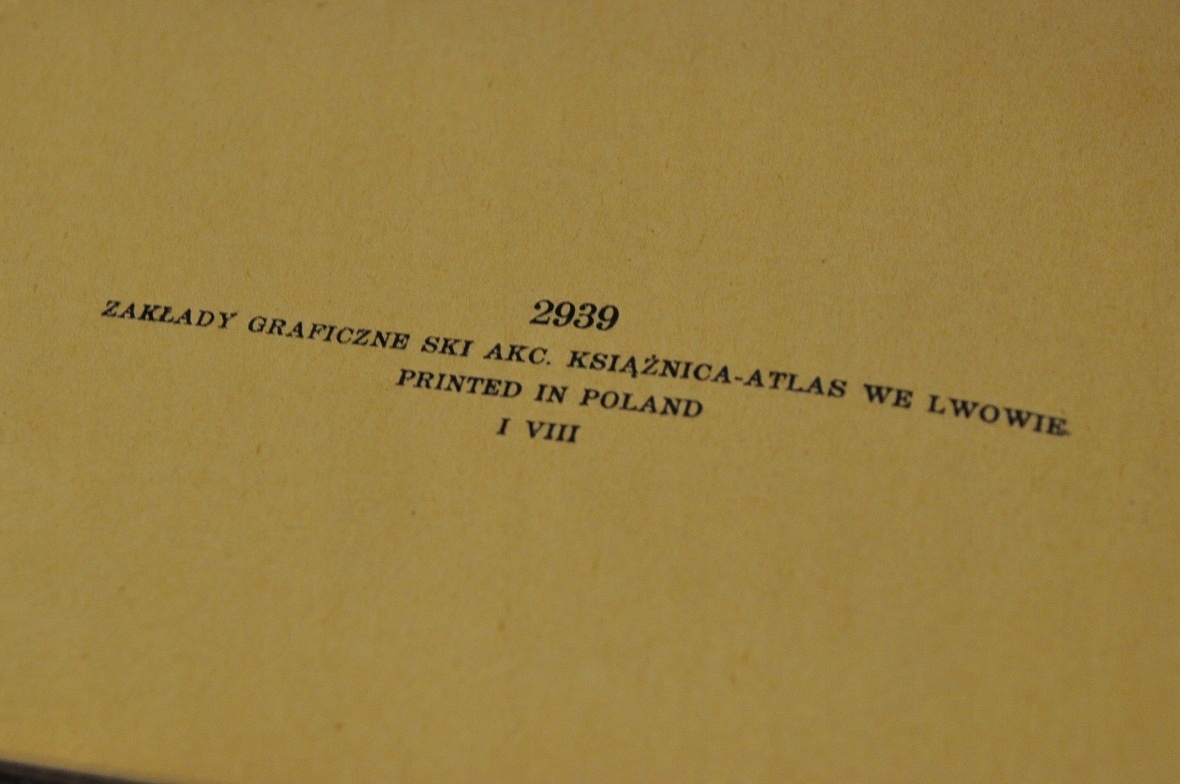 2939
ZAKŁADY GRAFICZNE SKI AKC. KSIĄŻNICA-ATLAS WE LWOWIE.
PRINTED IN POLAND
I VIII